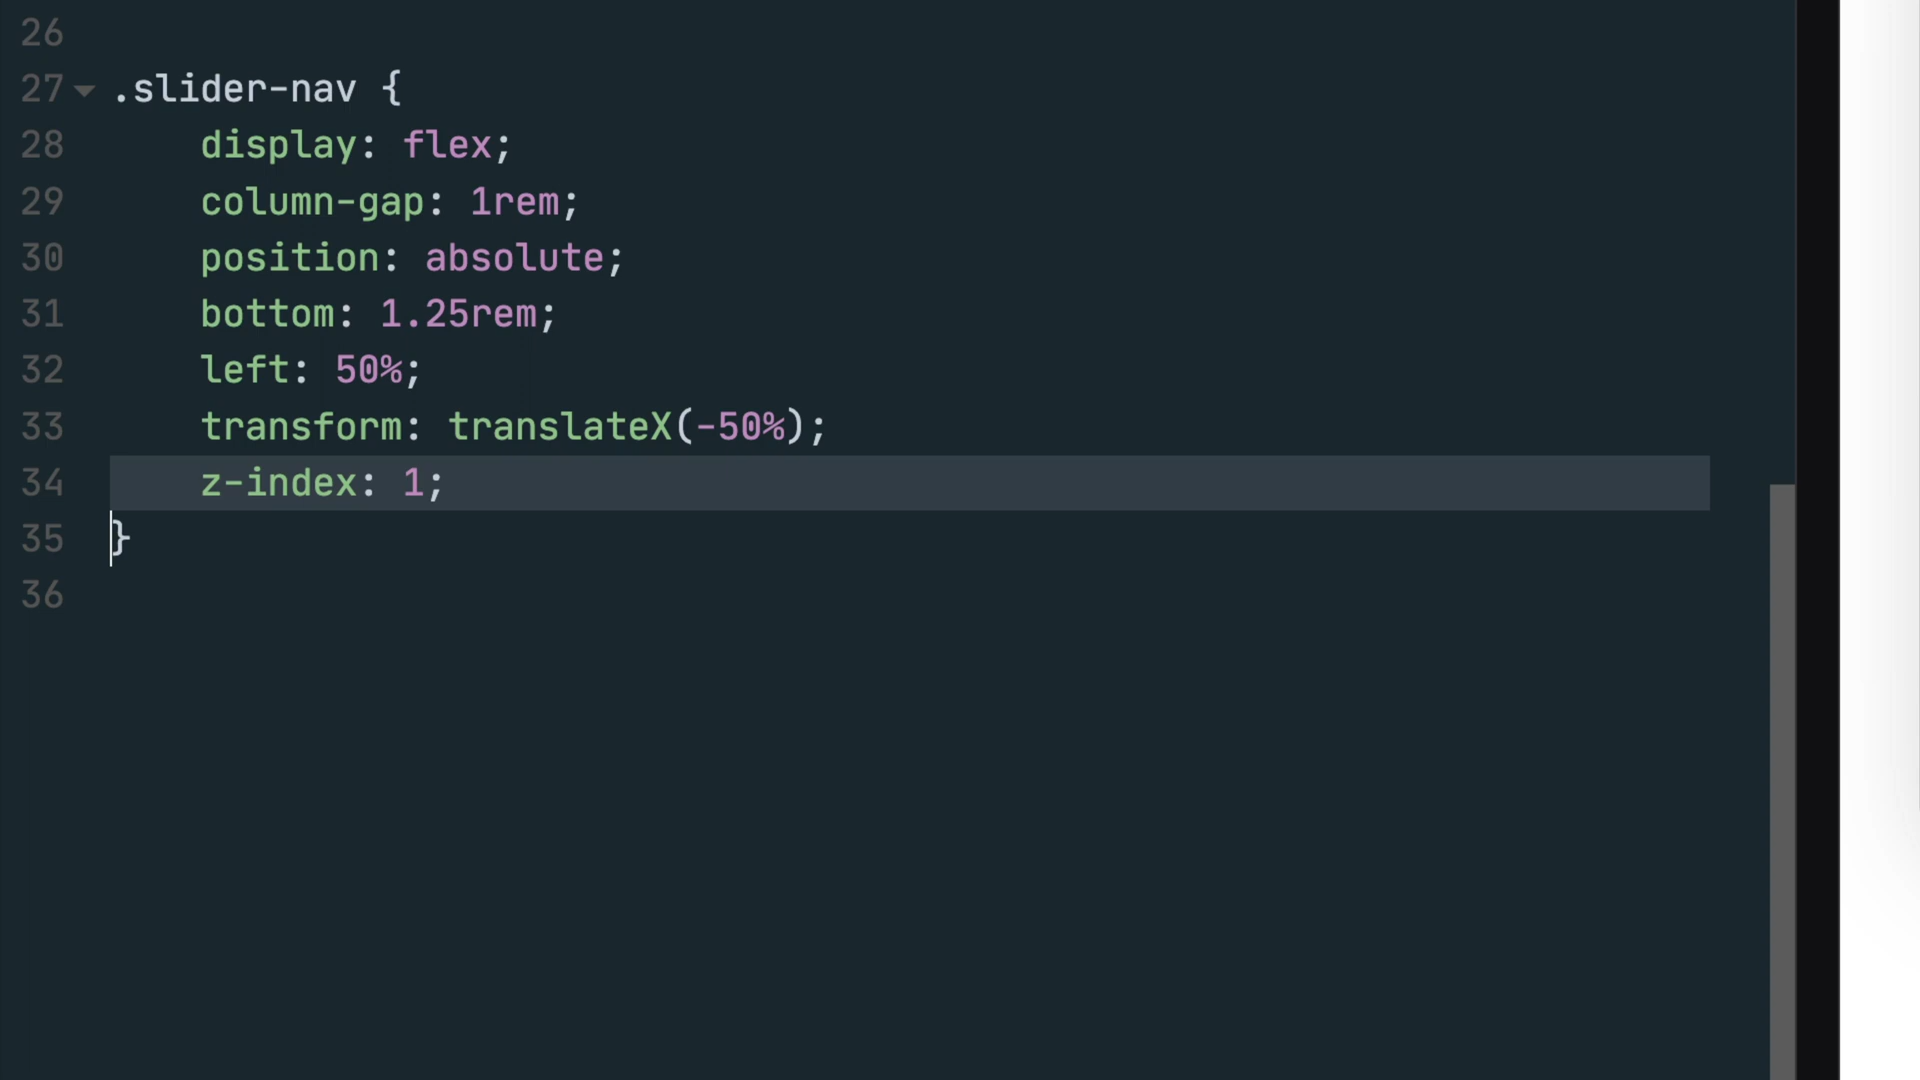 26
27 .slider-nav {
28 display: flex;
29 column-gap: 1rem;
30 position: absolute;
31 bottom: 1.25rem;
32 left: 50%;
33 transform: translateX(-50%);
34 z-index: 1;
35 }
36